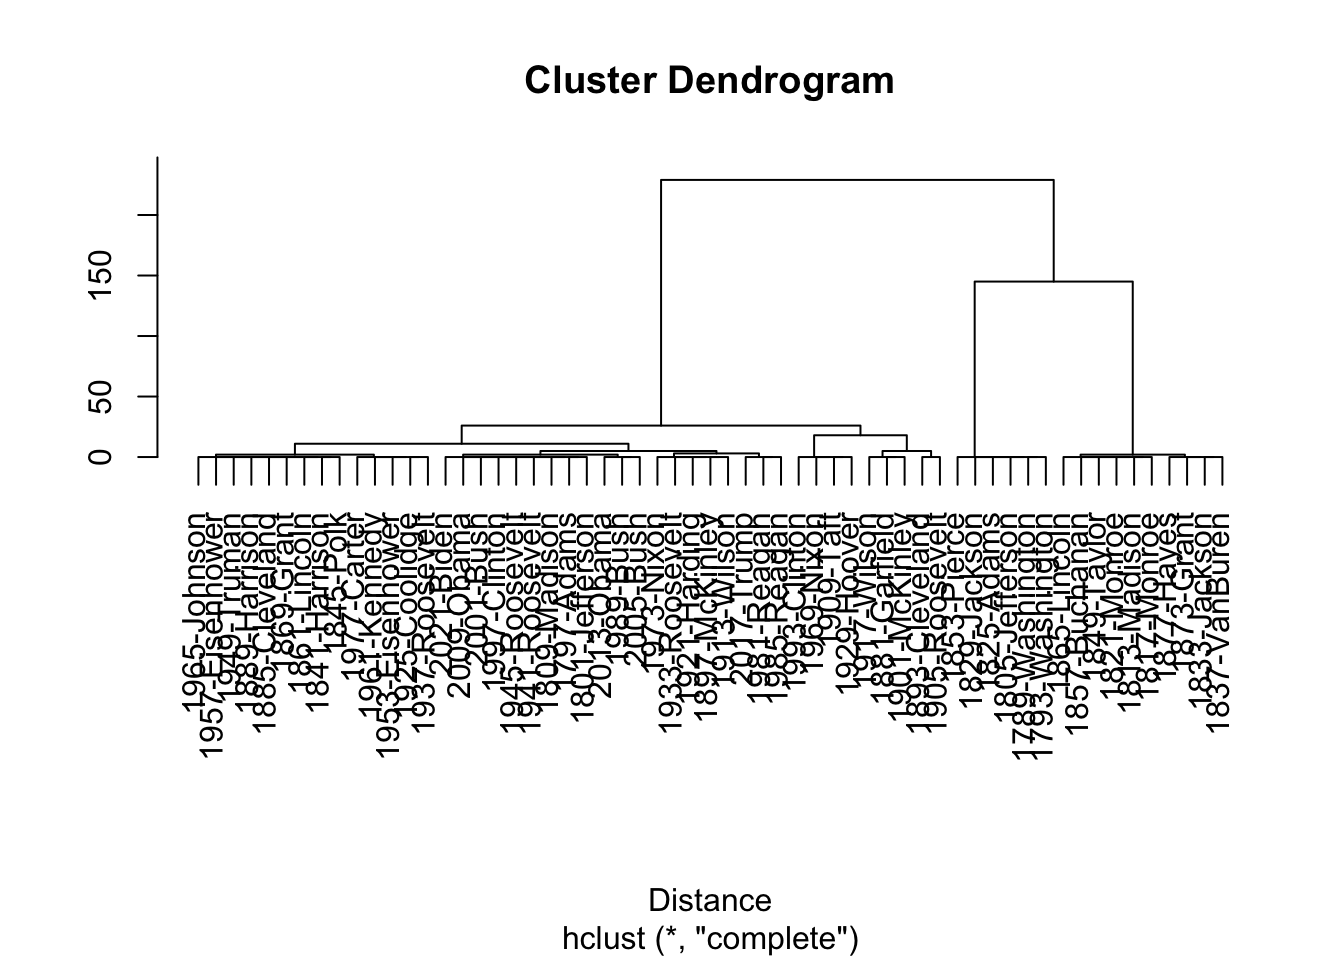 Cluster Dendrogram
150
50
0
1965-Johnson
1957-Eisenhower
1949-Truman
1889-Harrison
1885-Cleveland
1869-Grant
1861-Lincoln
1841-Harrison
1845-Polk
1977-Carter
1961-Kennedy
1953-Eisenhower
1925-Coolidge
1937-Roosevelt
2021-Biden
2009-Obama
2001-Bush
1997-Clinton
1945-Roosevelt
1941-Roosevelt
1809-Madison
1797-Adams
1801-Jefferson
2013-Obama
1989-Bush
2005-Bush
1973-Nixon
1933-Roosevelt
1921-Harding
1897-McKinley
1913-Wilson
2017-Trump
1981-Reagan
1985-Reagan
1993-Clinton
1969-Nixon
1909-Taft
1929-Hoover
1917-Wilson
1881-Garfield
1901-McKinley
1893-Cleveland
1905-Roosevelt
1853-Pierce
1829-Jackson
1825-Adams
1805-Jefferson
1789-Washington
1793-Washington
1865-Lincoln
1857-Buchanan
1849-Taylor
1821-Monroe
1813-Madison
1817-Monroe
1877-Hayes
1873-Grant
1833-Jackson
1837-VanBuren
Distance
hclust (*, "complete")